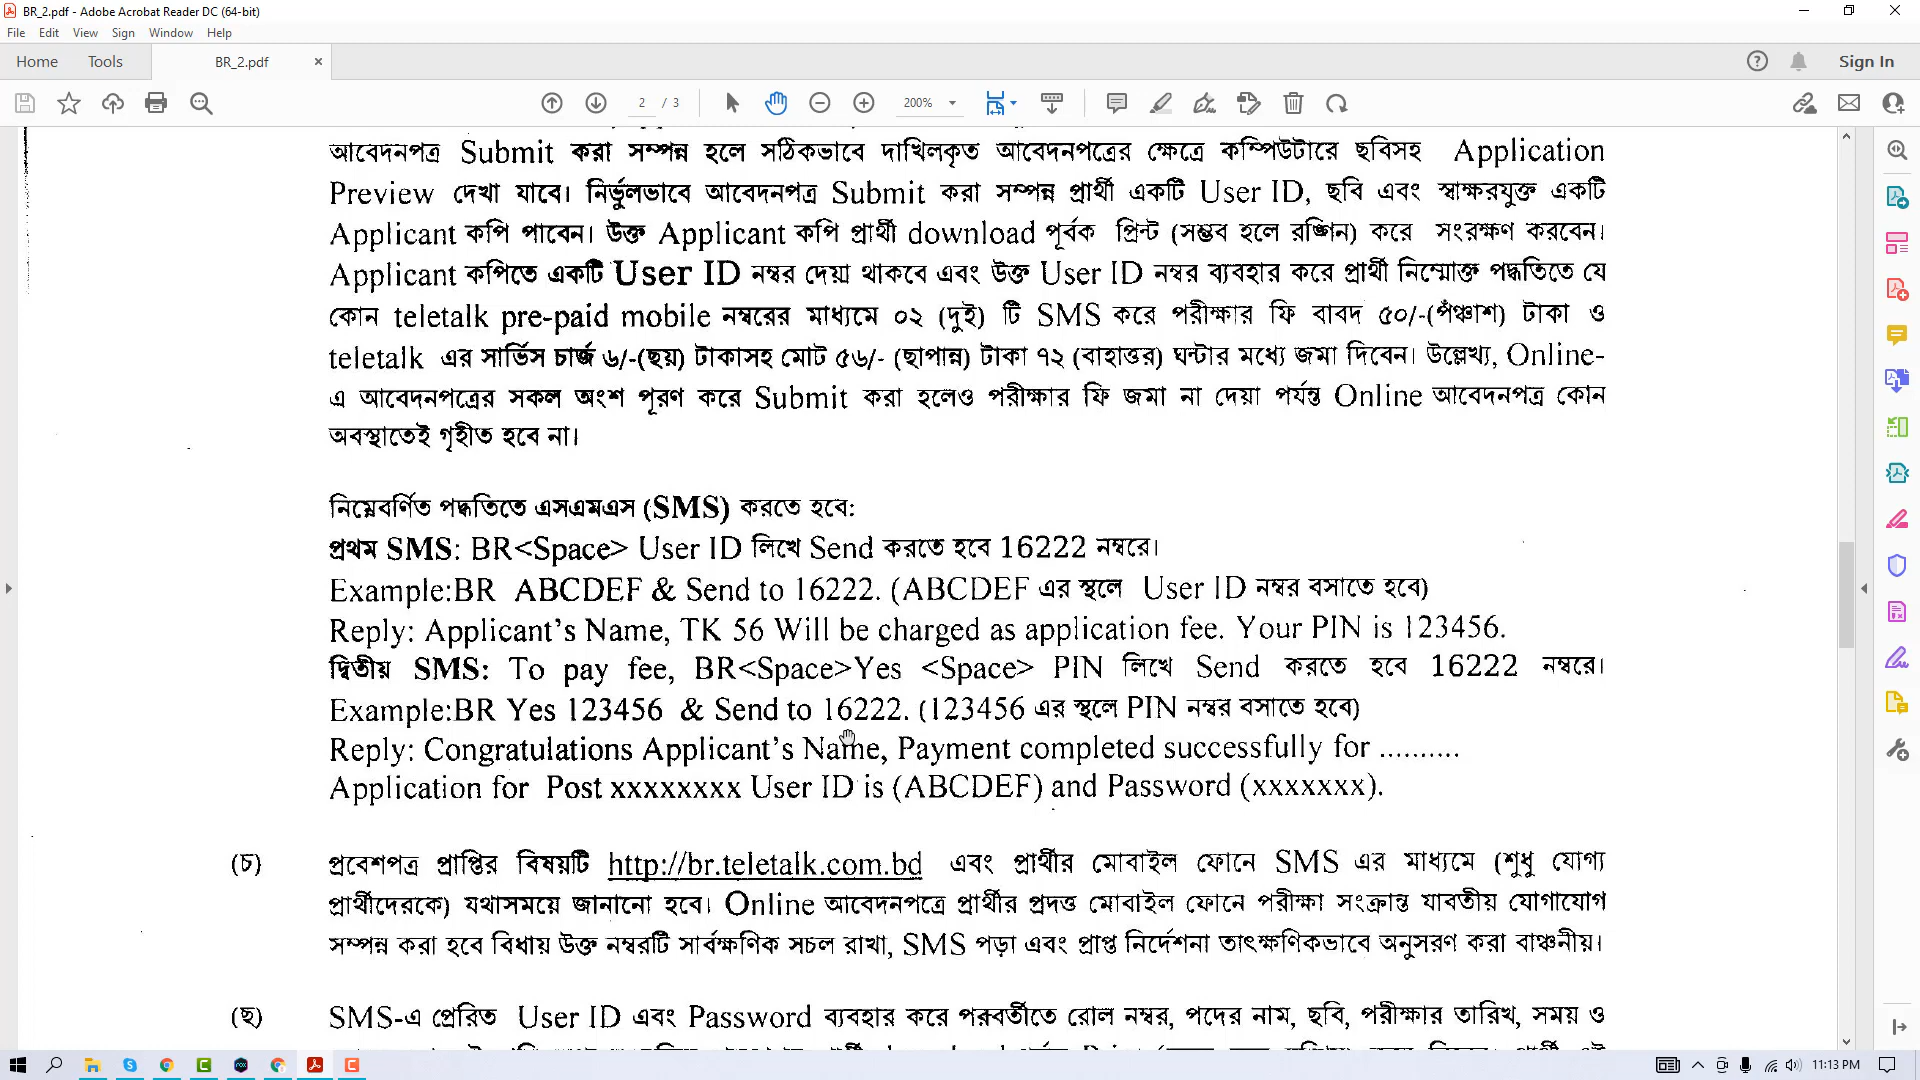 BR_2.pdf - Adobe Acrobat Reader DC (64-bit)
File Edit View Sign Window Help
Home Tools BR_2.pdf × Sign In
2 / 3 200%
আবেদনপত্র Submit করা সম্পন্ন হলে সঠিকভাবে দাখিলকৃত আবেদনপত্রের ক্ষেত্রে কম্পিউটারে ছবিসহ Application
Preview দেখা যাবে। নির্ভুলভাবে আবেদনপত্র Submit করা সম্পন্ন প্রার্থী একটি User ID, ছবি এবং স্বাক্ষরযুক্ত একটি
Applicant কপি পাবেন। উক্ত Applicant কপি প্রার্থী download পূর্বক প্রিন্ট (সম্ভব হলে রঙ্গিন) করে সংরক্ষণ করবেন।
Applicant কপিতে একটি User ID নম্বর দেয়া থাকবে এবং উক্ত User ID নম্বর ব্যবহার করে প্রার্থী নিম্মোক্ত পদ্ধতিতে যে
কোন teletalk pre-paid mobile নম্বরের মাধ্যমে ০২ (দুই) টি SMS করে পরীক্ষার ফি বাবদ ৫০/-(পঁঞ্চাশ) টাকা ও
teletalk এর সার্ভিস চার্জ ৬/-(ছয়) টাকাসহ মোট ৫৬/- (ছাপান্ন) টাকা ৭২ (বাহাত্তর) ঘন্টার মধ্যে জমা দিবেন। উল্লেখ্য, Online-
এ আবেদনপত্রের সকল অংশ পূরণ করে Submit করা হলেও পরীক্ষার ফি জমা না দেয়া পর্যন্ত Online আবেদনপত্র কোন
অবস্থাতেই গৃহীত হবে না।
নিম্নেবর্ণিত পদ্ধতিতে এসএমএস (SMS) করতে হবে:
প্রথম SMS: BR<Space> User ID লিখে Send করতে হবে 16222 নম্বরে।
Example:BR ABCDEF & Send to 16222. (ABCDEF এর স্থলে User ID নম্বর বসাতে হবে)
Reply: Applicant's Name, TK 56 Will be charged as application fee. Your PIN is 123456.
দ্বিতীয় SMS: To pay fee, BR<Space>Yes <Space> PIN লিখে Send করতে হবে 16222 নম্বরে।
Example:BR Yes 123456 & Send to 16222. (123456 এর স্থলে PIN নম্বর বসাতে হবে)
Reply: Congratulations Applicant's Name, Payment completed successfully for ..........
Application for Post xxxxxxxx User ID is (ABCDEF) and Password (xxxxxxx).
(চ) প্রবেশপত্র প্রাপ্তির বিষয়টি http://br.teletalk.com.bd এবং প্রার্থীর মোবাইল ফোনে SMS এর মাধ্যমে (শুধু যোগ্য
প্রার্থীদেরকে) যথাসময়ে জানানো হবে। Online আবেদনপত্রে প্রার্থীর প্রদত্ত মোবাইল ফোনে পরীক্ষা সংক্রান্ত যাবতীয় যোগাযোগ
সম্পন্ন করা হবে বিধায় উক্ত নম্বরটি সার্বক্ষণিক সচল রাখা, SMS পড়া এবং প্রাপ্ত নির্দেশনা তাৎক্ষণিকভাবে অনুসরণ করা বাঞ্চনীয়।
(ছ) SMS-এ প্রেরিত User ID এবং Password ব্যবহার করে পরবর্তীতে রোল নম্বর, পদের নাম, ছবি, পরীক্ষার তারিখ, সময় ও
11:13 PM